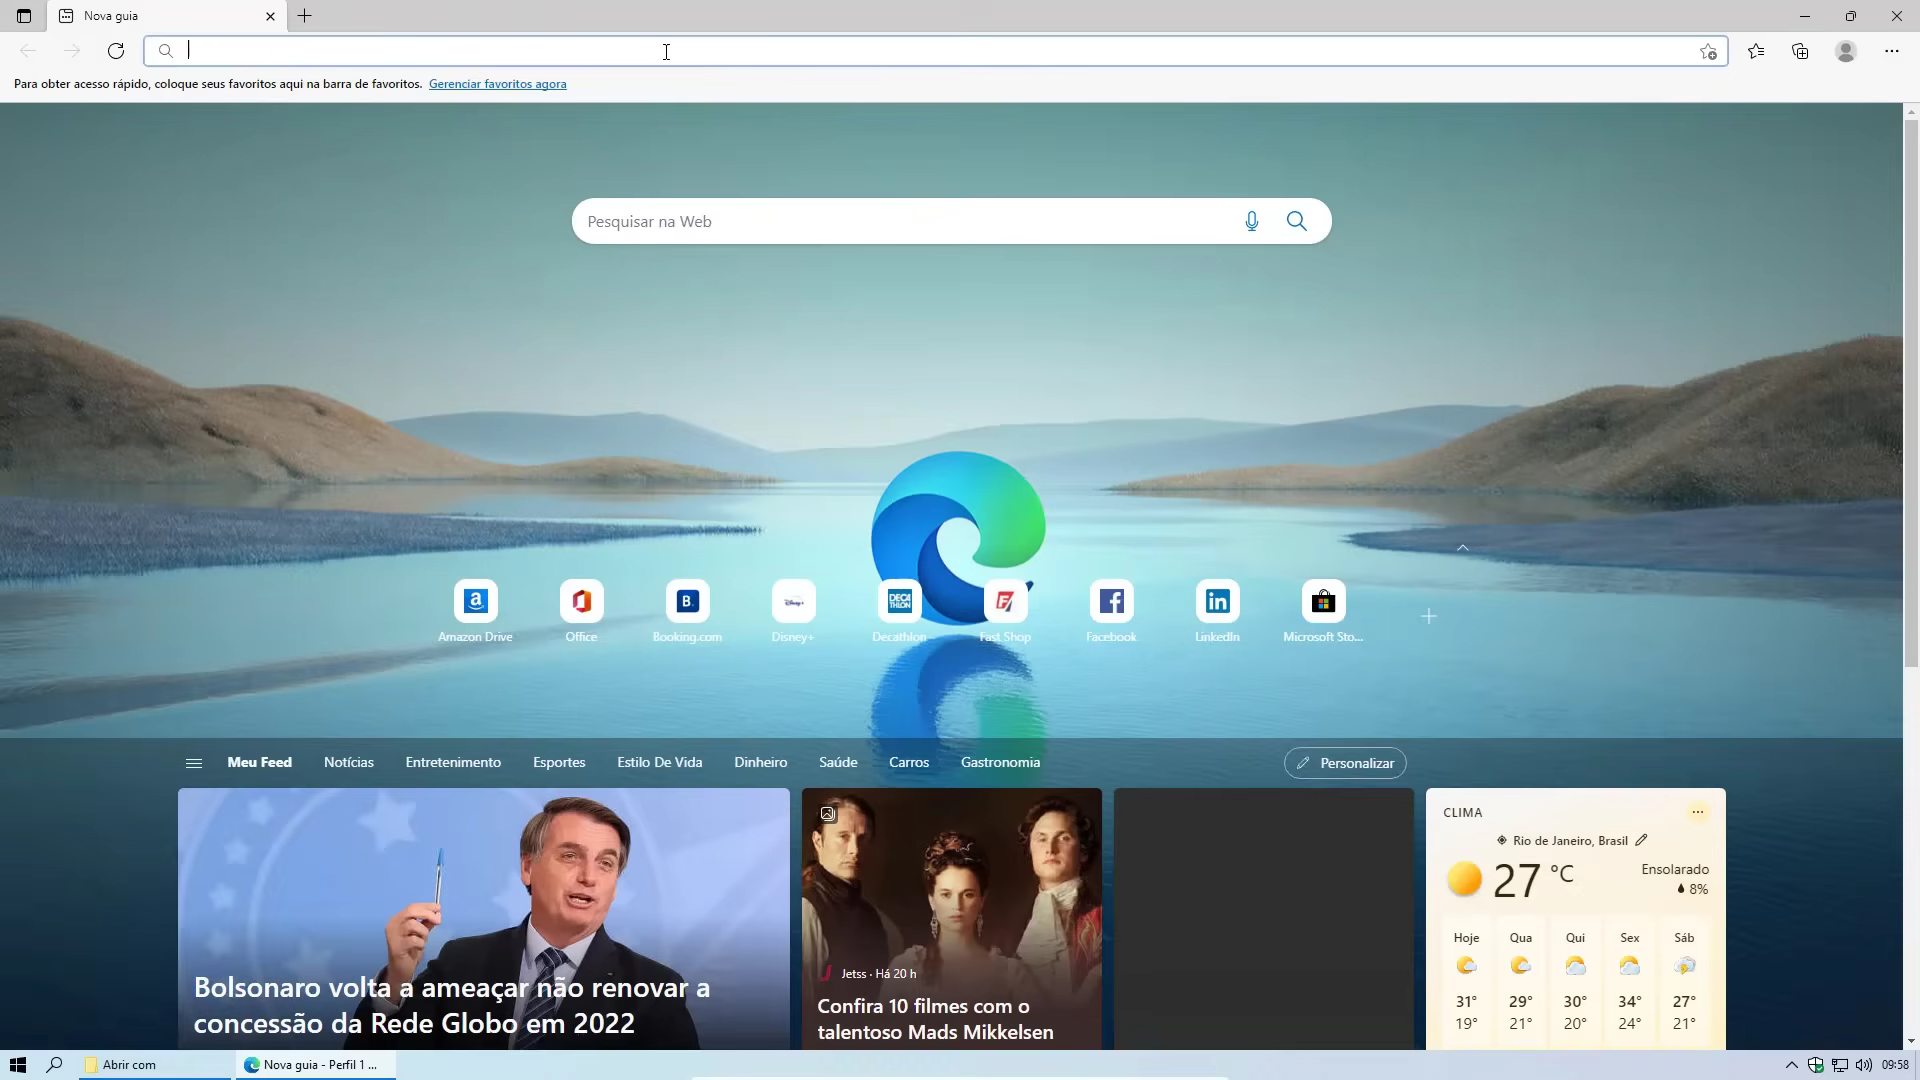 Nova guia
Para obter acesso rápido, coloque seus favoritos aqui na barra de favoritos. Gerenciar favoritos agora
Pesquisar na Web
a
B.
Disney+
DECA
THLON
F
in
Amazon Drive
Office
Booking.com
Disney+
Decathlon
Fast Shop
Facebook
LinkedIn
Microsoft Sto...
Meu Feed
Notícias
Entretenimento
Esportes
Estilo De Vida
Dinheiro
Saúde
Carros
Gastronomia
Personalizar
Bolsonaro volta a ameaçar não renovar a
concessão da Rede Globo em 2022
J Jetss · Há 20 h
Confira 10 filmes com o
talentoso Mads Mikkelsen
CLIMA
Rio de Janeiro, Brasil
27 °C
Ensolarado
8%
Hoje Qua Qui Sex Sáb
31° 29° 30° 34° 27°
19° 21° 20° 24° 21°
Abrir com
Nova guia - Perfil 1 ...
09:58